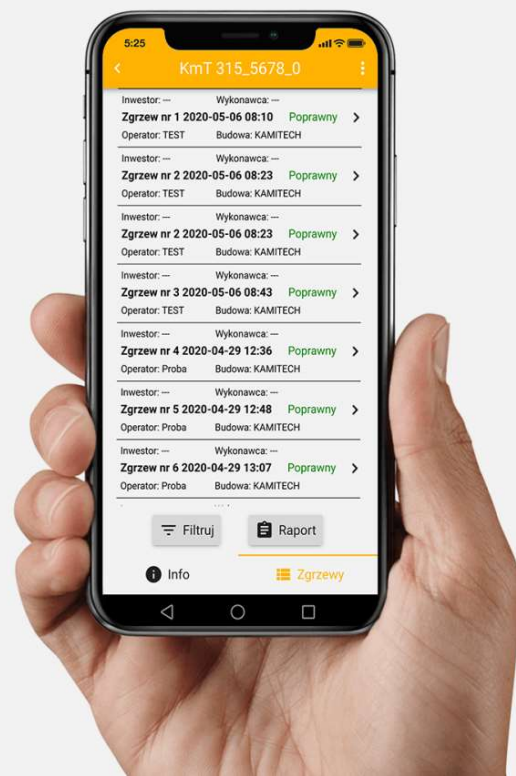 5:25
KmT 315_5678_0
Inwestor: --- Wykonawca: ---
Zgrzew nr 1 2020-05-06 08:10 Poprawny
Operator: TEST Budowa: KAMITECH
Inwestor: --- Wykonawca: ---
Zgrzew nr 2 2020-05-06 08:23 Poprawny
Operator: TEST Budowa: KAMITECH
Inwestor: --- Wykonawca: ---
Zgrzew nr 2 2020-05-06 08:23 Poprawny
Operator: TEST Budowa: KAMITECH
Inwestor: --- Wykonawca: ---
Zgrzew nr 3 2020-05-06 08:43 Poprawny
Operator: TEST Budowa: KAMITECH
Inwestor: --- Wykonawca: ---
Zgrzew nr 4 2020-04-29 12:36 Poprawny
Operator: Proba Budowa: KAMITECH
Inwestor: --- Wykonawca: ---
Zgrzew nr 5 2020-04-29 12:48 Poprawny
Operator: Proba Budowa: KAMITECH
Inwestor: --- Wykonawca: ---
Zgrzew nr 6 2020-04-29 13:07 Poprawny
Operator: Proba Budowa: KAMITECH
Filtruj Raport
Info Zgrzewy